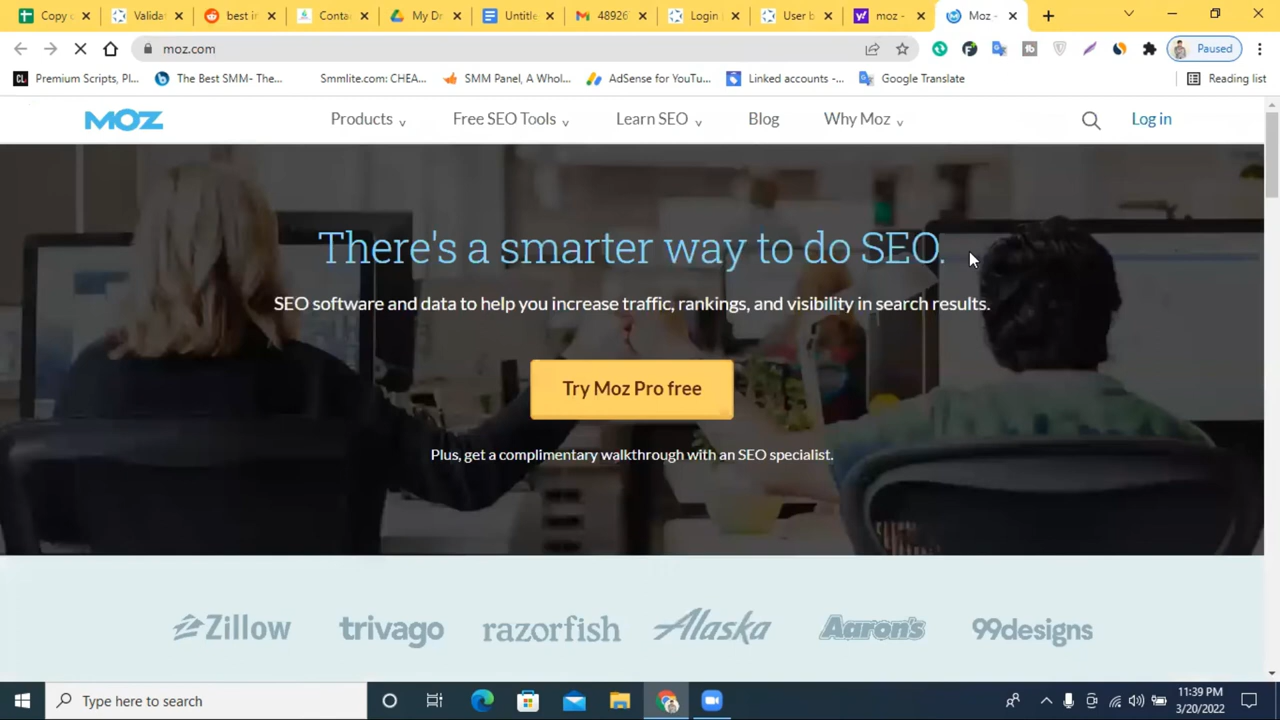 Copy c
Valida
best i
Conta
My Dr
Untitle
48926
Login
User b
moz -
Moz -
moz.com
Paused
Premium Scripts, Pl...
The Best SMM- The...
Smmlite.com: CHEA...
SMM Panel, A Whol...
AdSense for YouTu...
Linked accounts -...
Google Translate
Reading list
MOZ
Products
Free SEO Tools
Learn SEO
Blog
Why Moz
Log in
There's a smarter way to do SEO.
SEO software and data to help you increase traffic, rankings, and visibility in search results.
Try Moz Pro free
Plus, get a complimentary walkthrough with an SEO specialist.
Zillow
trivago
razorfish
Alaska
Aaron's
99designs
Type here to search
11:39 PM
3/20/2022